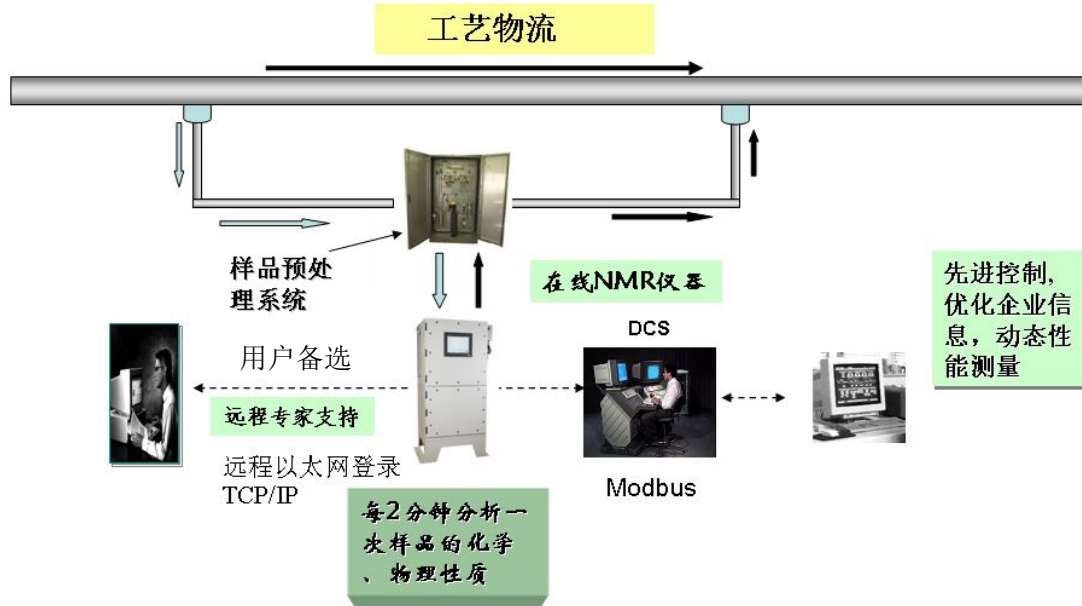 工艺物流
样品预处
理系统
在线NMR仪器
先进控制,
优化企业信
息，动态性
能测量
用户备选
DCS
远程专家支持
远程以太网登录
TCP/IP
Modbus
每2分钟分析一
次样品的化学
、物理性质